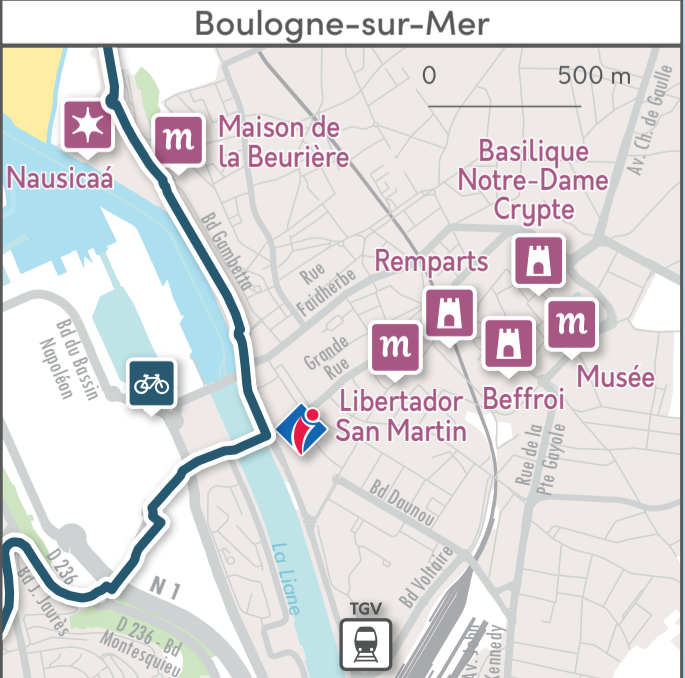 Boulogne-sur-Mer
0 500 m
Av. Ch. de Gaulle
m
Maison de
la Beurière
Nausicaá
Basilique
Notre-Dame
Crypte
Bd Gambetta
Rue
Faidherbe
Remparts
m
m
Bd du Bassin
Napoléon
Grande
Rue
Libertador
San Martin
Beffroi
Musée
Rue de la
Pte Gayole
Bd Daunou
La Liane
Bd Voltaire
D 236
Bd J. Jaurès
N 1
D 236 - Bd
Montesquieu
TGV
Av. John
Kennedy